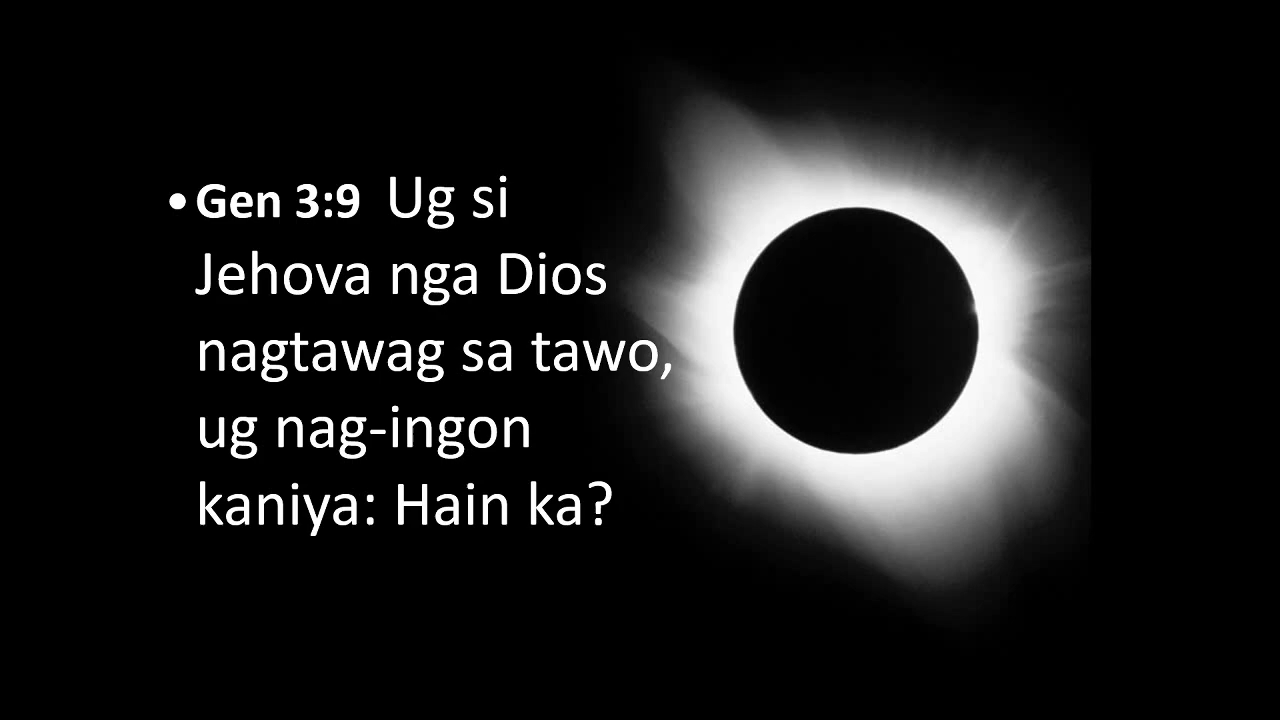 • Gen 3:9 Ug si
Jehova nga Dios
nagtawag sa tawo,
ug nag-ingon
kaniya: Hain ka?